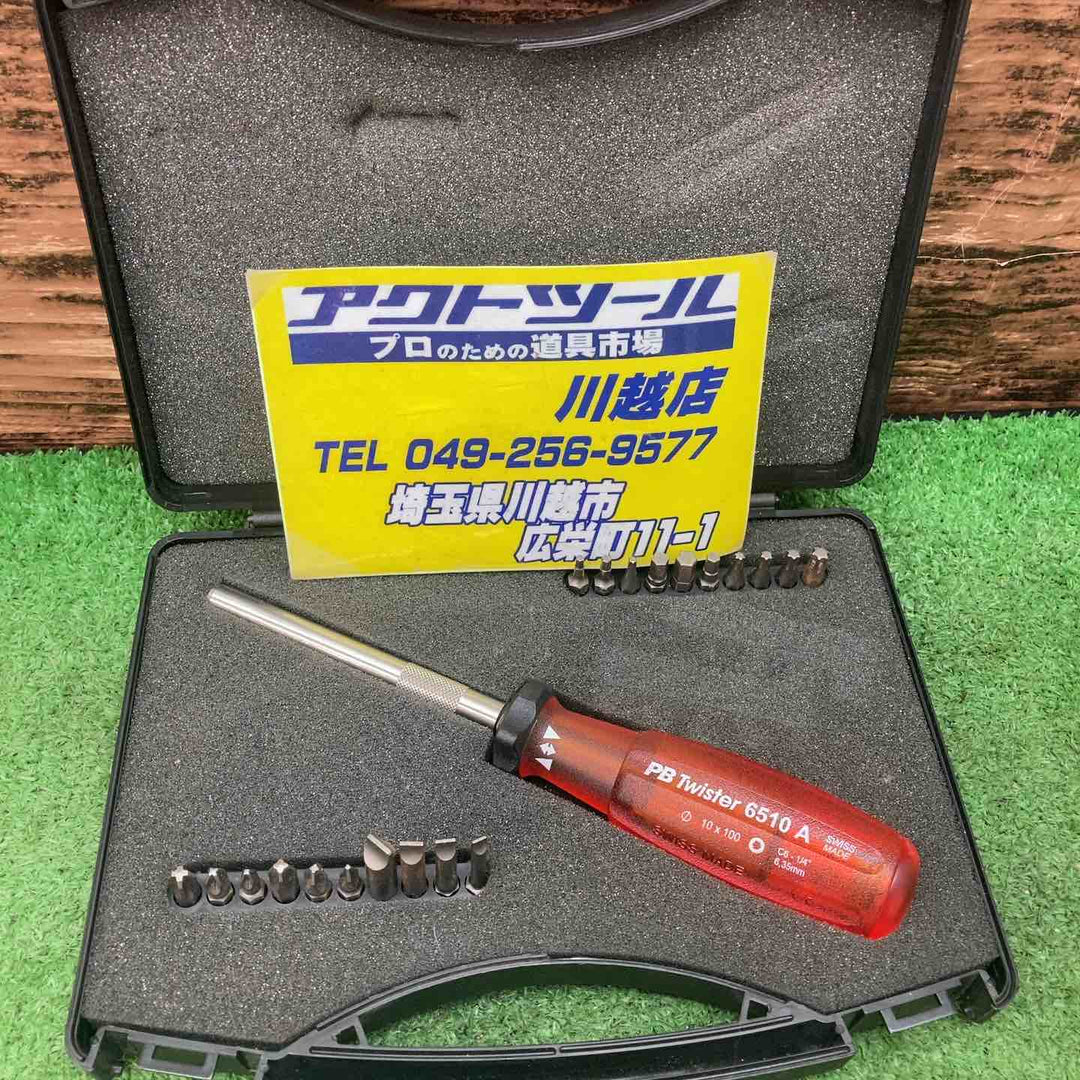 アクトツール
プロのための道具市場
川越店
TEL 049-256-9577
埼玉県川越市
広栄町11-1
PB Twister 6510 A
SWISS
MADE
10 x 100
C6 - 1/4"
6,35mm
SWISS MADE